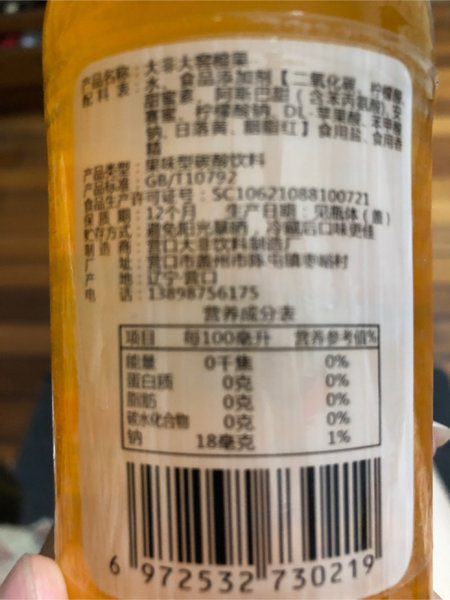 产品名称：大非大窑橙菓
配料表：水、食品添加剂【二氧化碳、柠檬酸、
甜蜜素、阿斯巴甜（含苯丙氨酸）、安
赛蜜、柠檬酸钠、DL-苹果酸、苯甲酸
钠、日落黄、胭脂红】食用盐、食用香
精
产品类型：果味型碳酸饮料
产品标准：GB/T10792
食品生产许可证号：SC10621088100721
保质期：12个月 生产日期：见瓶体（盖）
贮存方法：避免阳光暴晒，冷藏后口味更佳
制造商：营口大非饮料制造厂
厂址：营口市盖州市陈屯镇枣峪村
产地：辽宁·营口
电话：13898756175
营养成分表
项目 每100毫升 营养参考值%
能量 0千焦 0%
蛋白质 0克 0%
脂肪 0克 0%
碳水化合物 0克 0%
钠 18毫克 1%
6 972532 730219